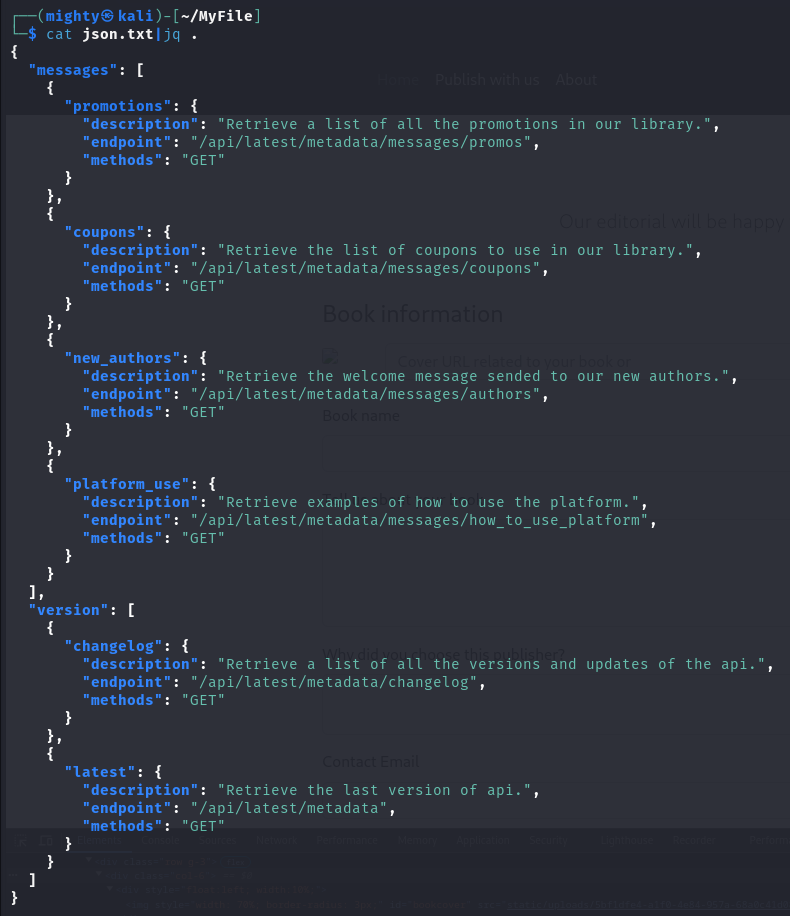 ┌──(mighty㉿kali)-[~/MyFile]
└─$ cat json.txt|jq .
{
  "messages": [
    {
      "promotions": {
        "description": "Retrieve a list of all the promotions in our library.",
        "endpoint": "/api/latest/metadata/messages/promos",
        "methods": "GET"
      }
    },
    {
      "coupons": {
        "description": "Retrieve the list of coupons to use in our library.",
        "endpoint": "/api/latest/metadata/messages/coupons",
        "methods": "GET"
      }
    },
    {
      "new_authors": {
        "description": "Retrieve the welcome message sended to our new authors.",
        "endpoint": "/api/latest/metadata/messages/authors",
        "methods": "GET"
      }
    },
    {
      "platform_use": {
        "description": "Retrieve examples of how to use the platform.",
        "endpoint": "/api/latest/metadata/messages/how_to_use_platform",
        "methods": "GET"
      }
    }
  ],
  "version": [
    {
      "changelog": {
        "description": "Retrieve a list of all the versions and updates of the api.",
        "endpoint": "/api/latest/metadata/changelog",
        "methods": "GET"
      }
    },
    {
      "latest": {
        "description": "Retrieve the last version of api.",
        "endpoint": "/api/latest/metadata",
        "methods": "GET"
      }
    }
  ]
}
Home Publish with us About
Our editorial will be happy
Book information
Cover URL related to your book or
Book name
Why did you choose this publisher?
Contact Email